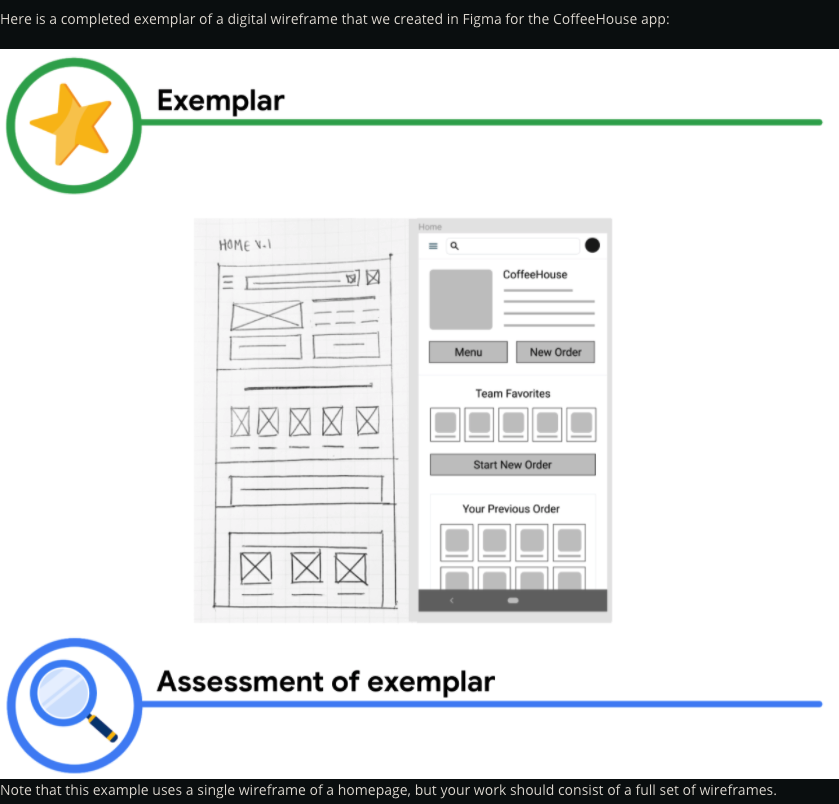 Here is a completed exemplar of a digital wireframe that we created in Figma for the CoffeeHouse app:
Exemplar
HOME V.1
Home
CoffeeHouse
Menu
New Order
Team Favorites
Start New Order
Your Previous Order
Assessment of exemplar
Note that this example uses a single wireframe of a homepage, but your work should consist of a full set of wireframes.